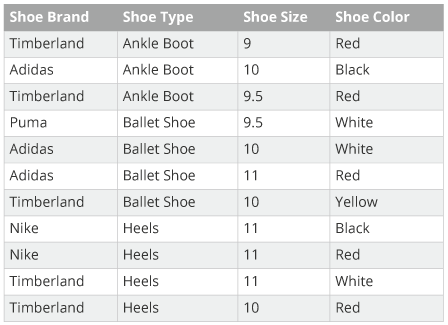 Shoe Brand Shoe Type Shoe Size Shoe Color
Timberland Ankle Boot 9 Red
Adidas Ankle Boot 10 Black
Timberland Ankle Boot 9.5 Red
Puma Ballet Shoe 9.5 White
Adidas Ballet Shoe 10 White
Adidas Ballet Shoe 11 Red
Timberland Ballet Shoe 10 Yellow
Nike Heels 11 Black
Nike Heels 11 Red
Timberland Heels 11 White
Timberland Heels 10 Red